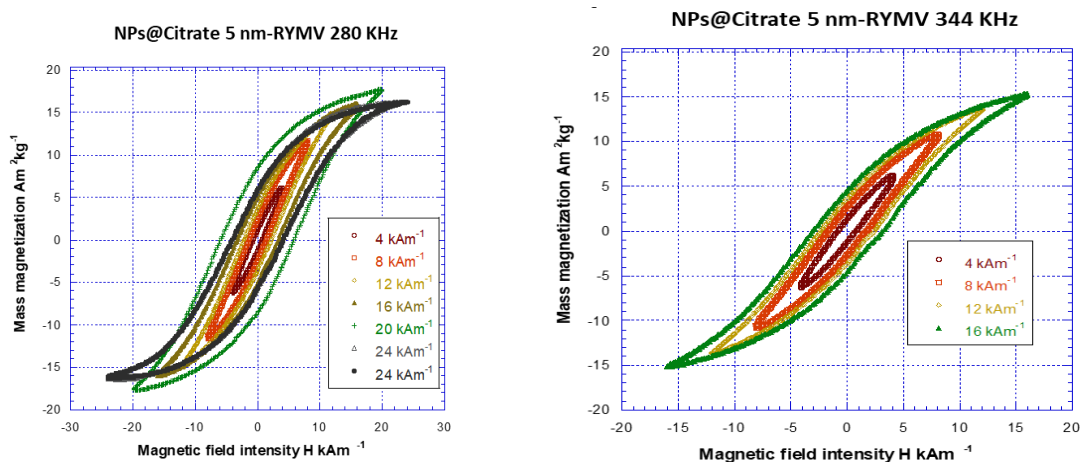 NPs@Citrate 5 nm-RYMV 280 KHz
Mass magnetization Am²kg⁻¹
20
15
10
5
0
-5
-10
-15
-20
4 kAm⁻¹
8 kAm⁻¹
12 kAm⁻¹
16 kAm⁻¹
20 kAm⁻¹
24 kAm⁻¹
24 kAm⁻¹
-30 -20 -10 0 10 20 30
Magnetic field intensity H kAm ⁻¹
NPs@Citrate 5 nm-RYMV 344 KHz
Mass magnetization Am²kg⁻¹
20
15
10
5
0
-5
-10
-15
-20
4 kAm⁻¹
8 kAm⁻¹
12 kAm⁻¹
16 kAm⁻¹
-20 -15 -10 -5 0 5 10 15 20
Magnetic field intensity H kAm ⁻¹